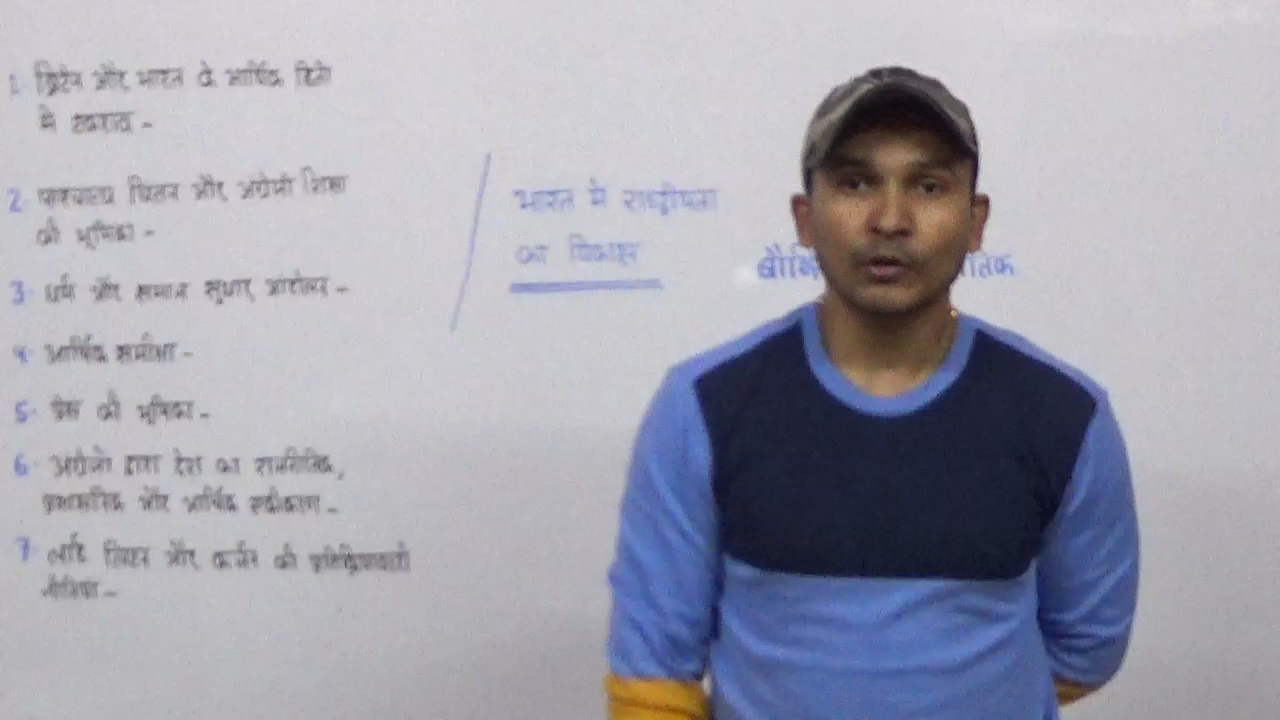 1. ब्रिटेन और भारत के आर्थिक हितो
में टकराव -
2. पाश्चात्य चिंतन और अंग्रेजी शिक्षा
की भूमिका -
3. धर्म और समाज सुधार आंदोलन -
4. आर्थिक समीक्षा -
5. प्रेस की भूमिका -
6. अंग्रेजो द्वारा देश का राजनीतिक,
प्रशासनिक और आर्थिक एकीकरण -
7. लार्ड लिटन और कर्जन की प्रतिक्रियावादी
नीतिया -
भारत में राष्ट्रीयता
का विकास